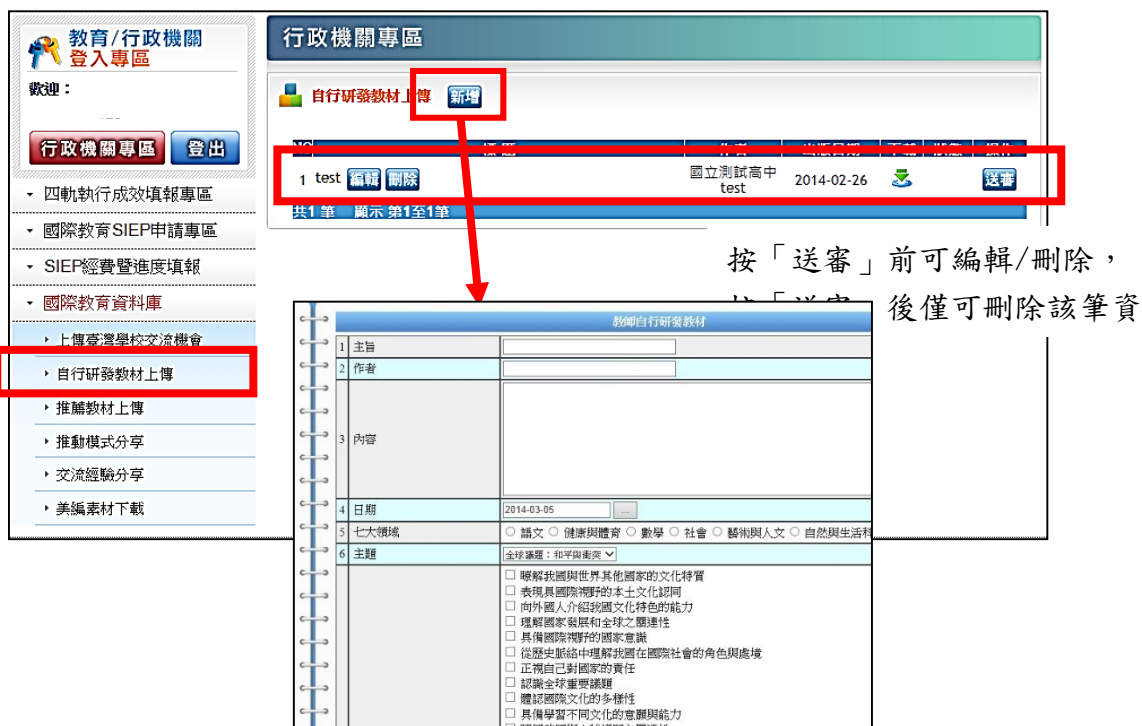 教育/行政機關
登入專區
歡迎：
行政機關專區 登出
四軌執行成效填報專區
國際教育SIEP申請專區
SIEP經費暨進度填報
國際教育資料庫
上傳臺灣學校交流機會
自行研發教材上傳
推薦教材上傳
推動模式分享
交流經驗分享
美編素材下載
行政機關專區
自行研發教材上傳 新增
1 test 編輯 刪除 國立測試高中 test 2014-02-26 送審
共1 筆 顯示 第1至1筆
按「送審」前可編輯/刪除，
按「送審」後僅可刪除該筆資
教師自行研發教材
1 主旨
2 作者
3 內容
4 日期 2014-03-05 ...
5 七大領域 語文 健康與體育 數學 社會 藝術與人文 自然與生活科
6 主題 全球議題：和平與衝突
瞭解我國與世界其他國家的文化特質
表現具國際視野的本土文化認同
向外國人介紹我國文化特色的能力
理解國家發展和全球之關連性
具備國際視野的國家意識
從歷史脈絡中理解我國在國際社會的角色與處境
正視自己對國家的責任
認識全球重要議題
體認國際文化的多樣性
具備學習不同文化的意願與能力